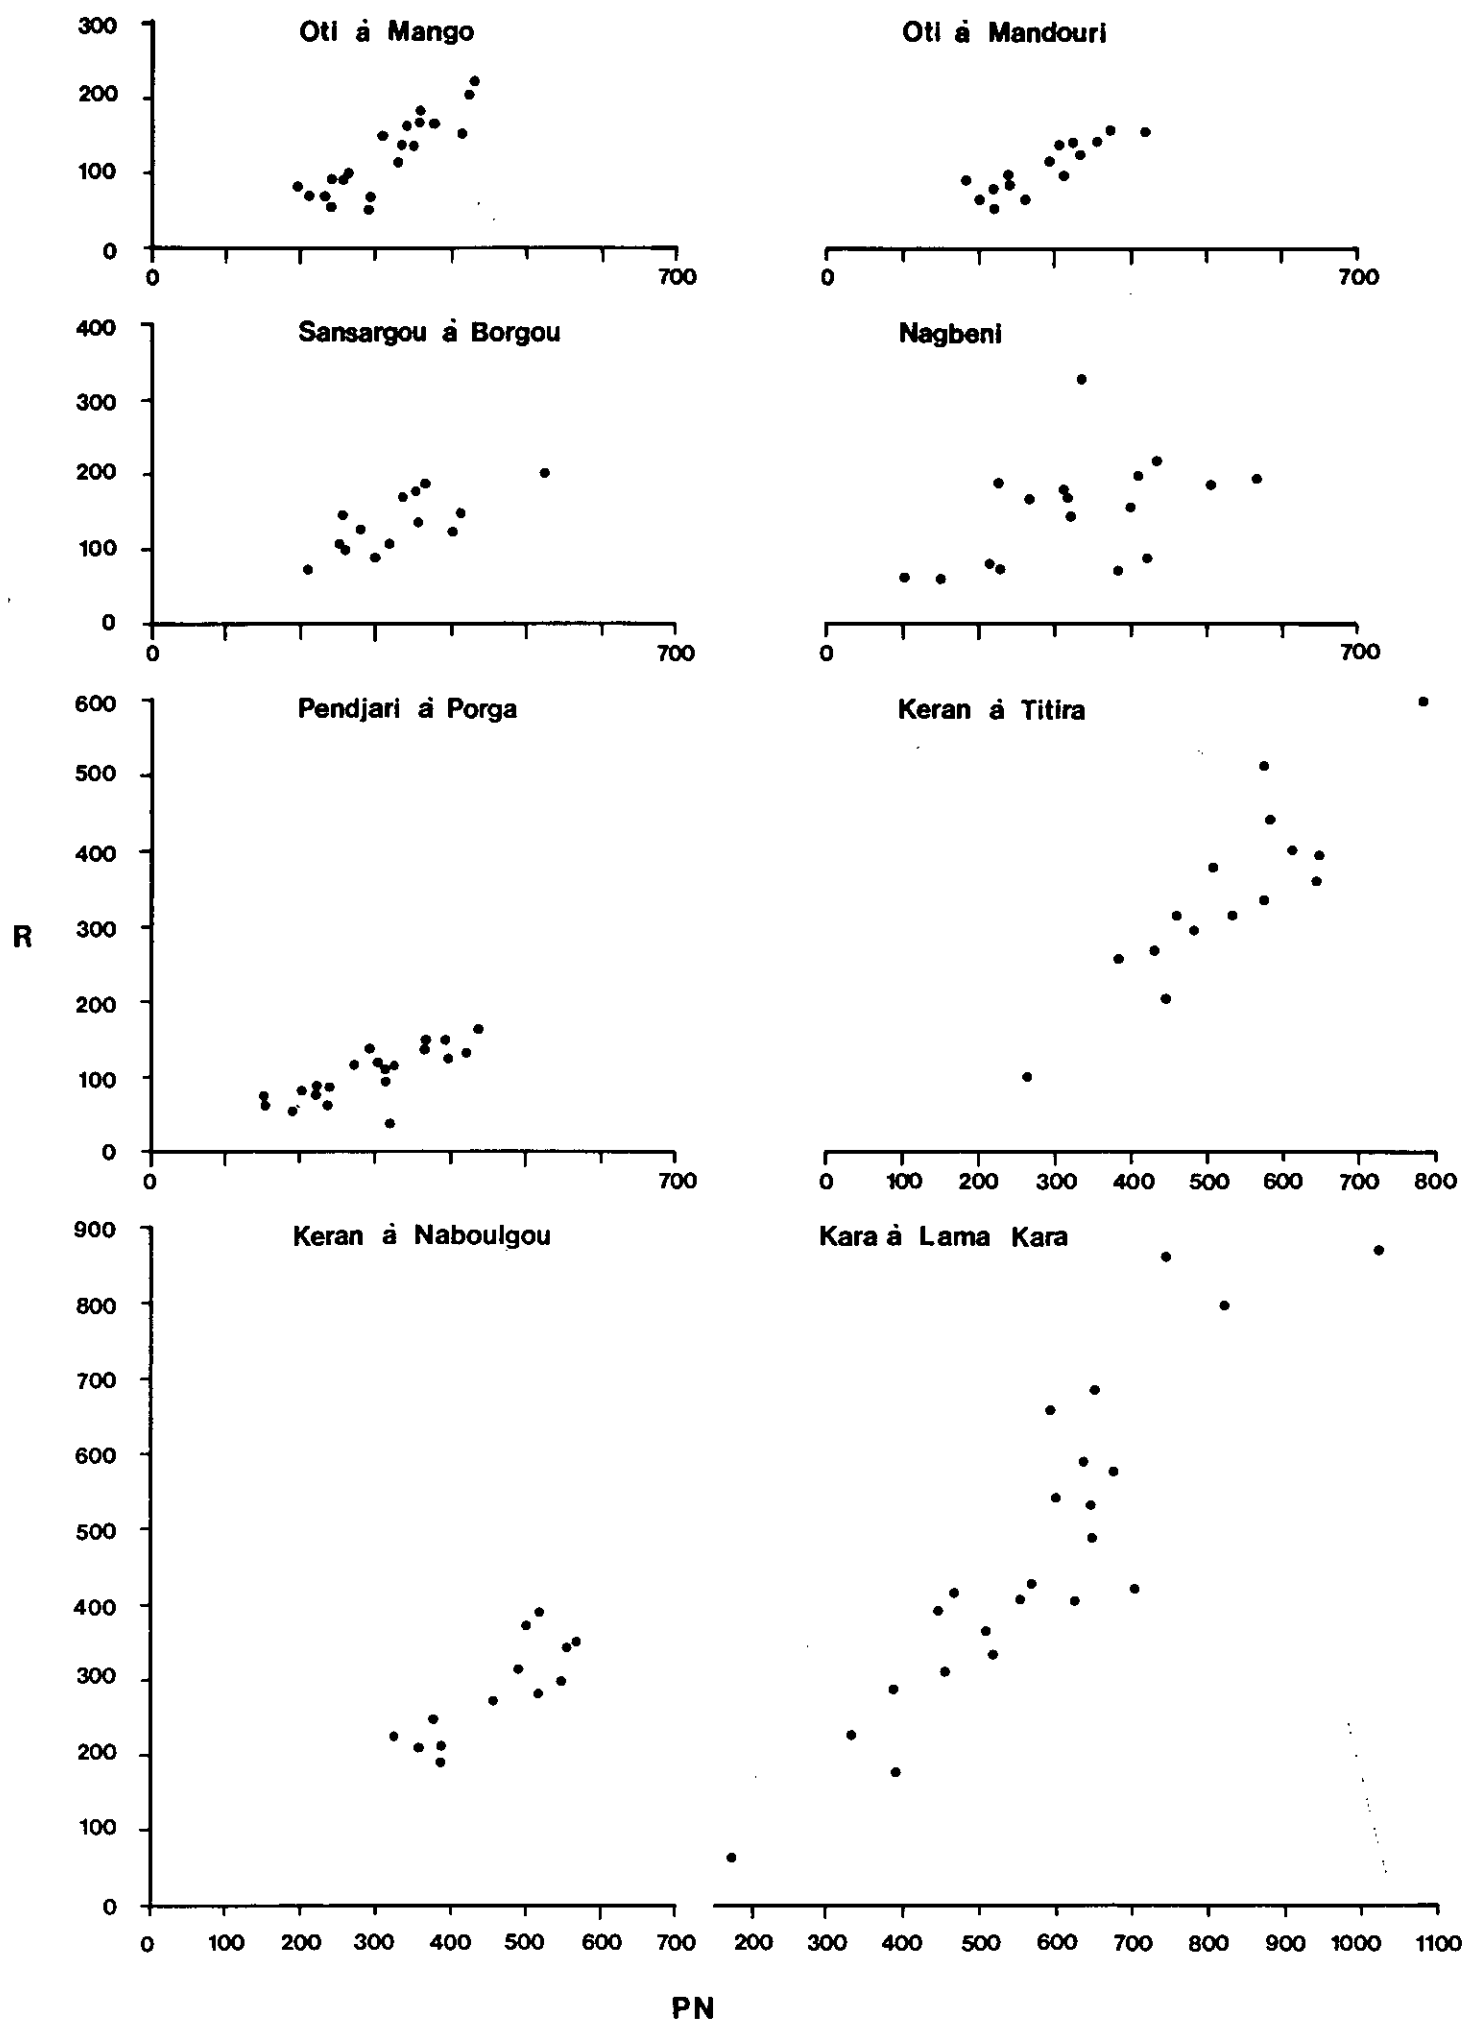 Oti à Mango
Oti à Mandouri
300
200
100
0
0 700
0 700
Sansargou à Borgou
Nagbeni
400
300
200
100
0
0 700
0 700
Pendjari à Porga
Keran à Titira
600
500
400
300
200
100
0
0 700
0 100 200 300 400 500 600 700 800
R
Keran à Naboulgou
Kara à Lama Kara
900
800
700
600
500
400
300
200
100
0
0 100 200 300 400 500 600 700
200 300 400 500 600 700 800 900 1000 1100
PN